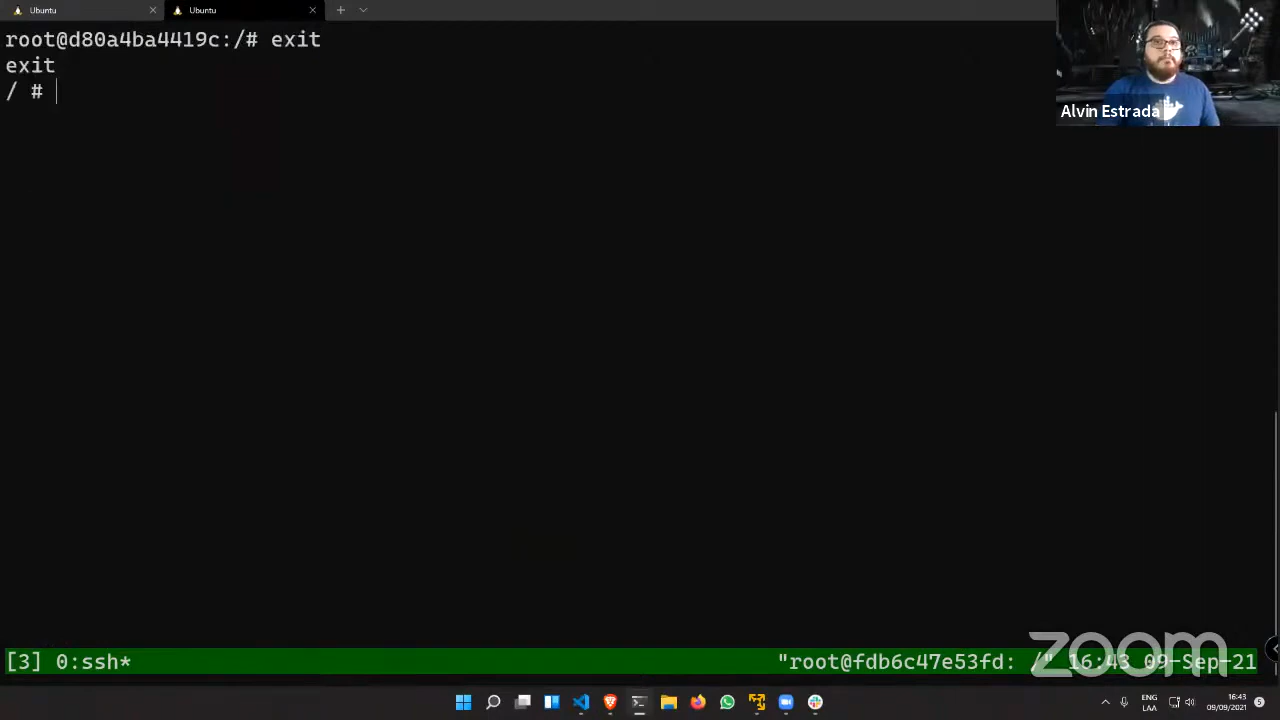 Ubuntu
Ubuntu
root@d80a4ba4419c:/# exit
exit
/ #
Alvin Estrada
zoom
[3] 0:ssh*
"root@fdb6c47e53fd: /" 16:43 09-Sep-21
ENG
LAA
16:43
09/09/2021
5